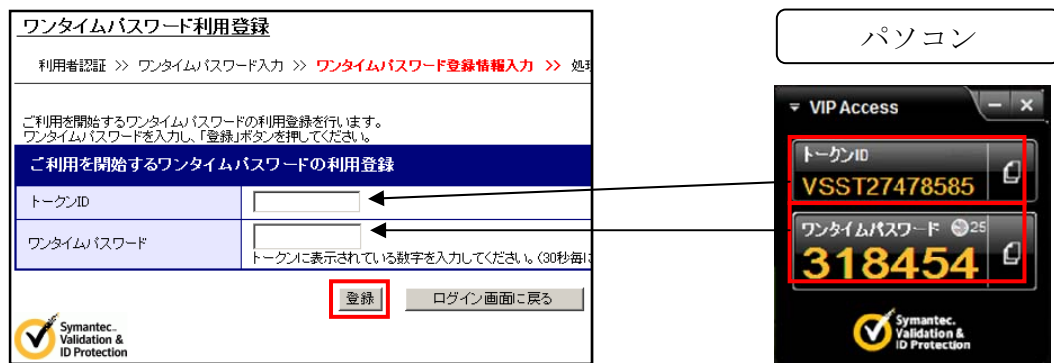 ワンタイムパスワード利用登録
利用者認証 >> ワンタイムパスワード入力 >> ワンタイムパスワード登録情報入力 >> 処理
ご利用を開始するワンタイムパスワードの利用登録を行います。
ワンタイムパスワードを入力し、「登録」ボタンを押してください。
ご利用を開始するワンタイムパスワードの利用登録
トークンID
ワンタイムパスワード
トークンに表示されている数字を入力してください。(30秒毎に
登録
ログイン画面に戻る
Symantec.
Validation &
ID Protection
パソコン
VIP Access
トークンID
VSST27478585
ワンタイムパスワード 25
318454
Symantec.
Validation &
ID Protection